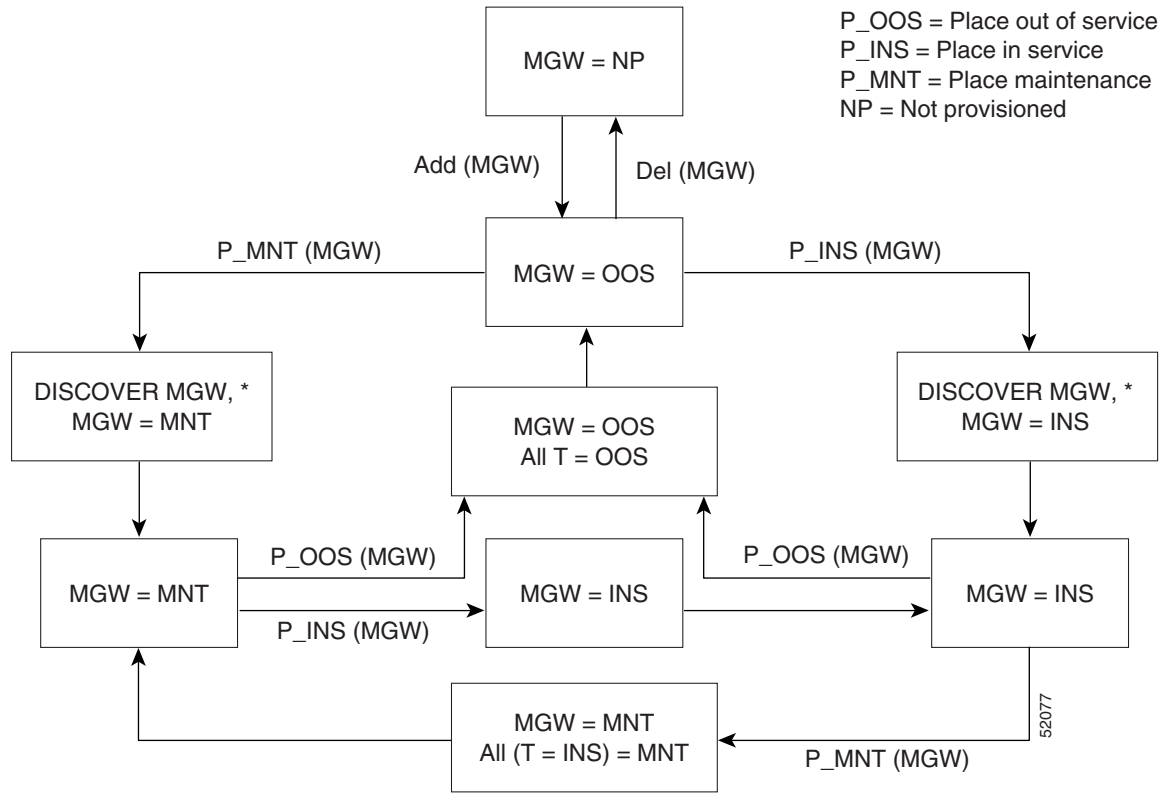 P_OOS = Place out of service
P_INS = Place in service
P_MNT = Place maintenance
NP = Not provisioned
MGW = NP
Add (MGW)
Del (MGW)
P_MNT (MGW)
MGW = OOS
P_INS (MGW)
DISCOVER MGW, *
MGW = MNT
MGW = OOS
All T = OOS
DISCOVER MGW, *
MGW = INS
MGW = MNT
P_OOS (MGW)
P_INS (MGW)
MGW = INS
P_OOS (MGW)
MGW = INS
MGW = MNT
All (T = INS) = MNT
P_MNT (MGW)
52077